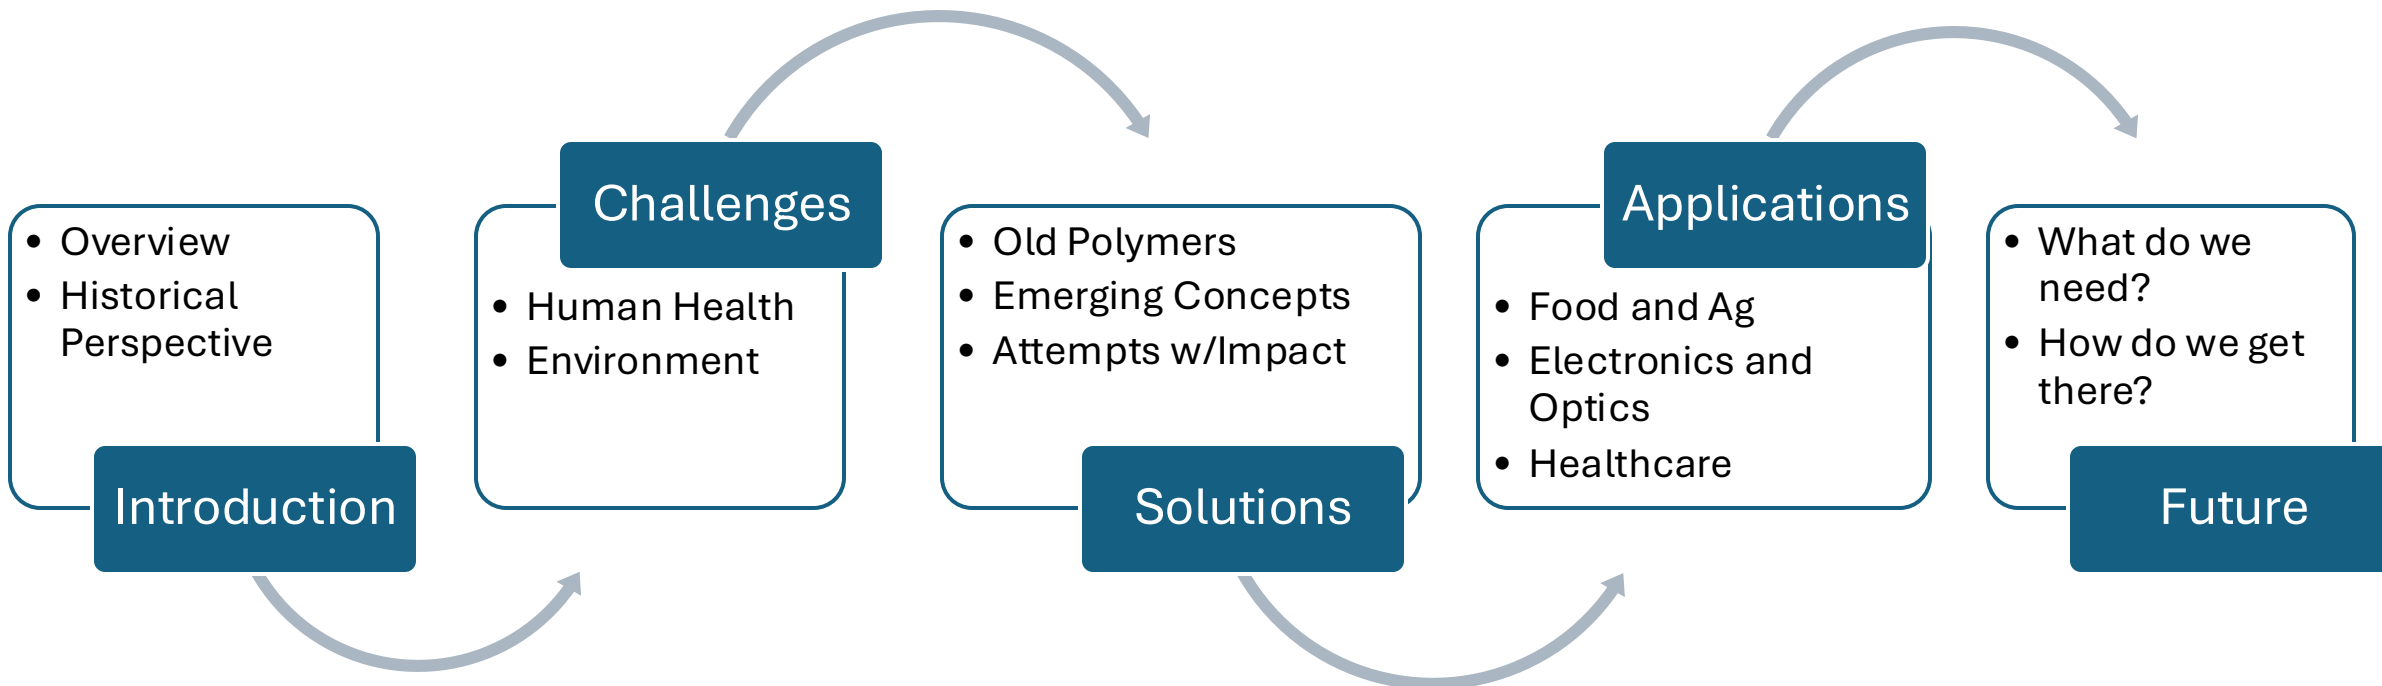 • Overview
• Historical
Perspective
Introduction
Challenges
• Human Health
• Environment
• Old Polymers
• Emerging Concepts
• Attempts w/Impact
Solutions
Applications
• Food and Ag
• Electronics and
Optics
• Healthcare
• What do we
need?
• How do we get
there?
Future